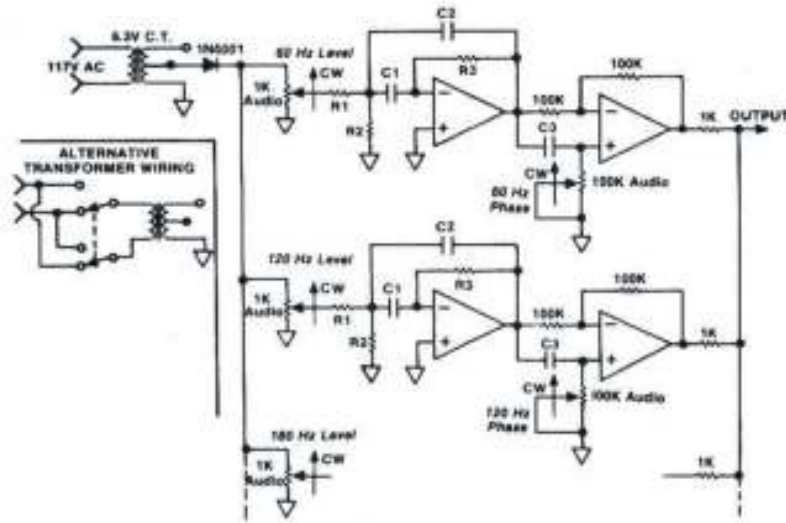 6.3V C.T.
1N4001
117V AC
60 Hz Level
CW
1K
Audio
R1
R2
C1
C2
R3
100K
C3
100K
1K
OUTPUT
CW
100K Audio
60 Hz
Phase
ALTERNATIVE
TRANSFORMER WIRING
120 Hz Level
CW
1K
Audio
R1
R2
C1
C2
R3
100K
C3
100K
1K
CW
100K Audio
120 Hz
Phase
180 Hz Level
CW
1K
Audio
1K